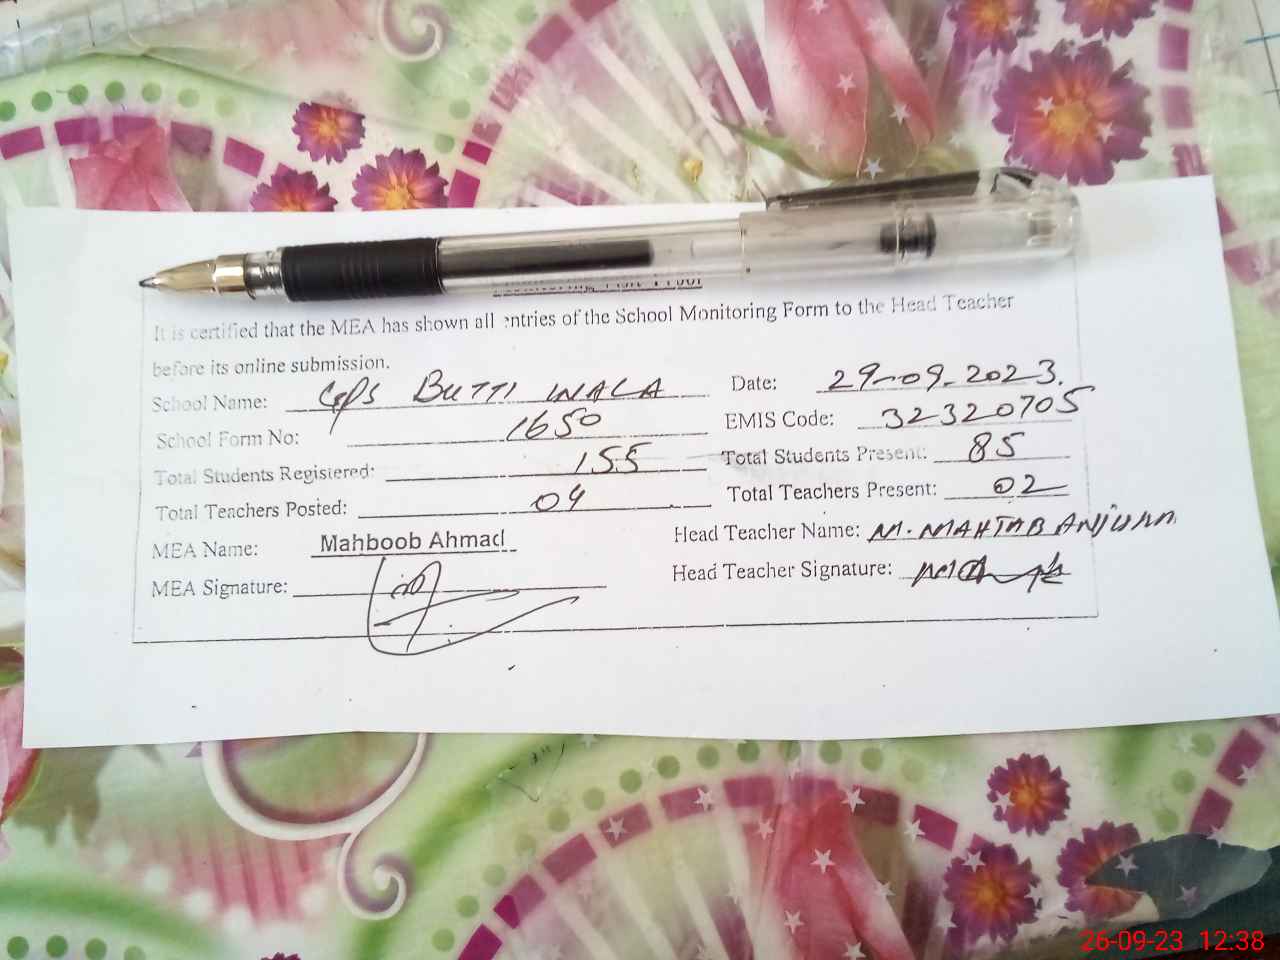 It is certified that the MEA has shown all entries of the School Monitoring Form to the Head Teacher
before its online submission.
School Name: GPS BUTTI WALA Date: 29-09-2023.
School Form No: 1650 EMIS Code: 32320705
Total Students Registered: 155 Total Students Present: 85
Total Teachers Posted: 04 Total Teachers Present: 02
MEA Name: Mahboob Ahmad Head Teacher Name: M. MAHTAB ANJUM
MEA Signature: Head Teacher Signature:
26-09-23 12:38